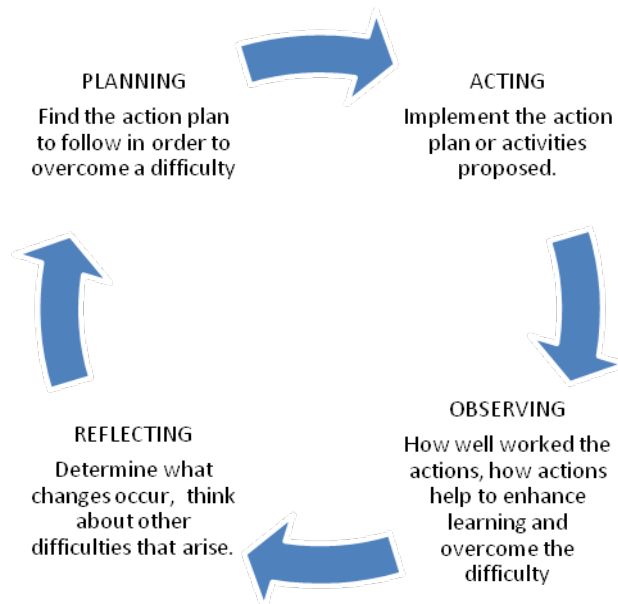 PLANNING
Find the action plan
to follow in order to
overcome a difficulty
ACTING
Implement the action
plan or activities
proposed.
OBSERVING
How well worked the
actions, how actions
help to enhance
learning and
overcome the
difficulty
REFLECTING
Determine what
changes occur, think
about other
difficulties that arise.